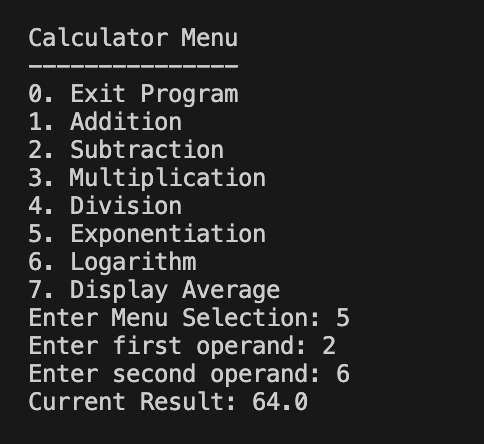 Calculator Menu
---------------
0. Exit Program
1. Addition
2. Subtraction
3. Multiplication
4. Division
5. Exponentiation
6. Logarithm
7. Display Average
Enter Menu Selection: 5
Enter first operand: 2
Enter second operand: 6
Current Result: 64.0